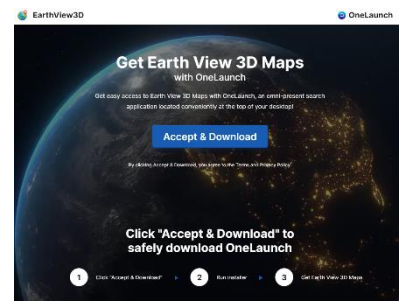 EarthView3D
OneLaunch
Get Earth View 3D Maps
with OneLaunch
Get easy access to Earth View 3D Maps with OneLaunch, an omni-present search
application located conveniently at the top of your desktop!
Accept & Download
By clicking Accept & Download, you agree to the Terms and Privacy Policy
Click "Accept & Download" to
safely download OneLaunch
1 Click "Accept & Download" 2 Run Installer 3 Get Earth View 3D Maps